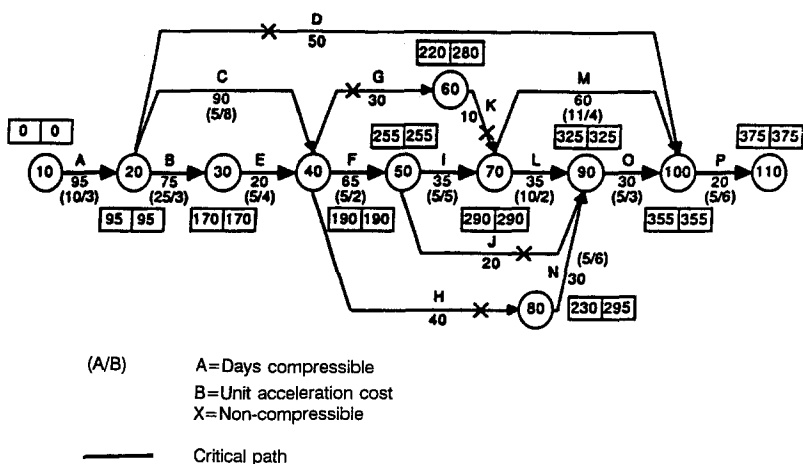 D
50
220 280
C
G
60
M
90
30
K
60
(5/8)
10
(11/4)
0 0
255 255
325 325
375 375
10
A
20
B
30
E
40
F
50
I
70
L
90
O
100
P
110
95
75
20
65
35
35
30
20
(10/3)
(25/3)
(5/4)
(5/2)
(5/5)
(10/2)
(5/3)
(5/6)
95 95
170 170
190 190
290 290
355 355
J
20
N
(5/6)
30
H
40
80
230 295
(A/B) A=Days compressible
B=Unit acceleration cost
X=Non-compressible
Critical path